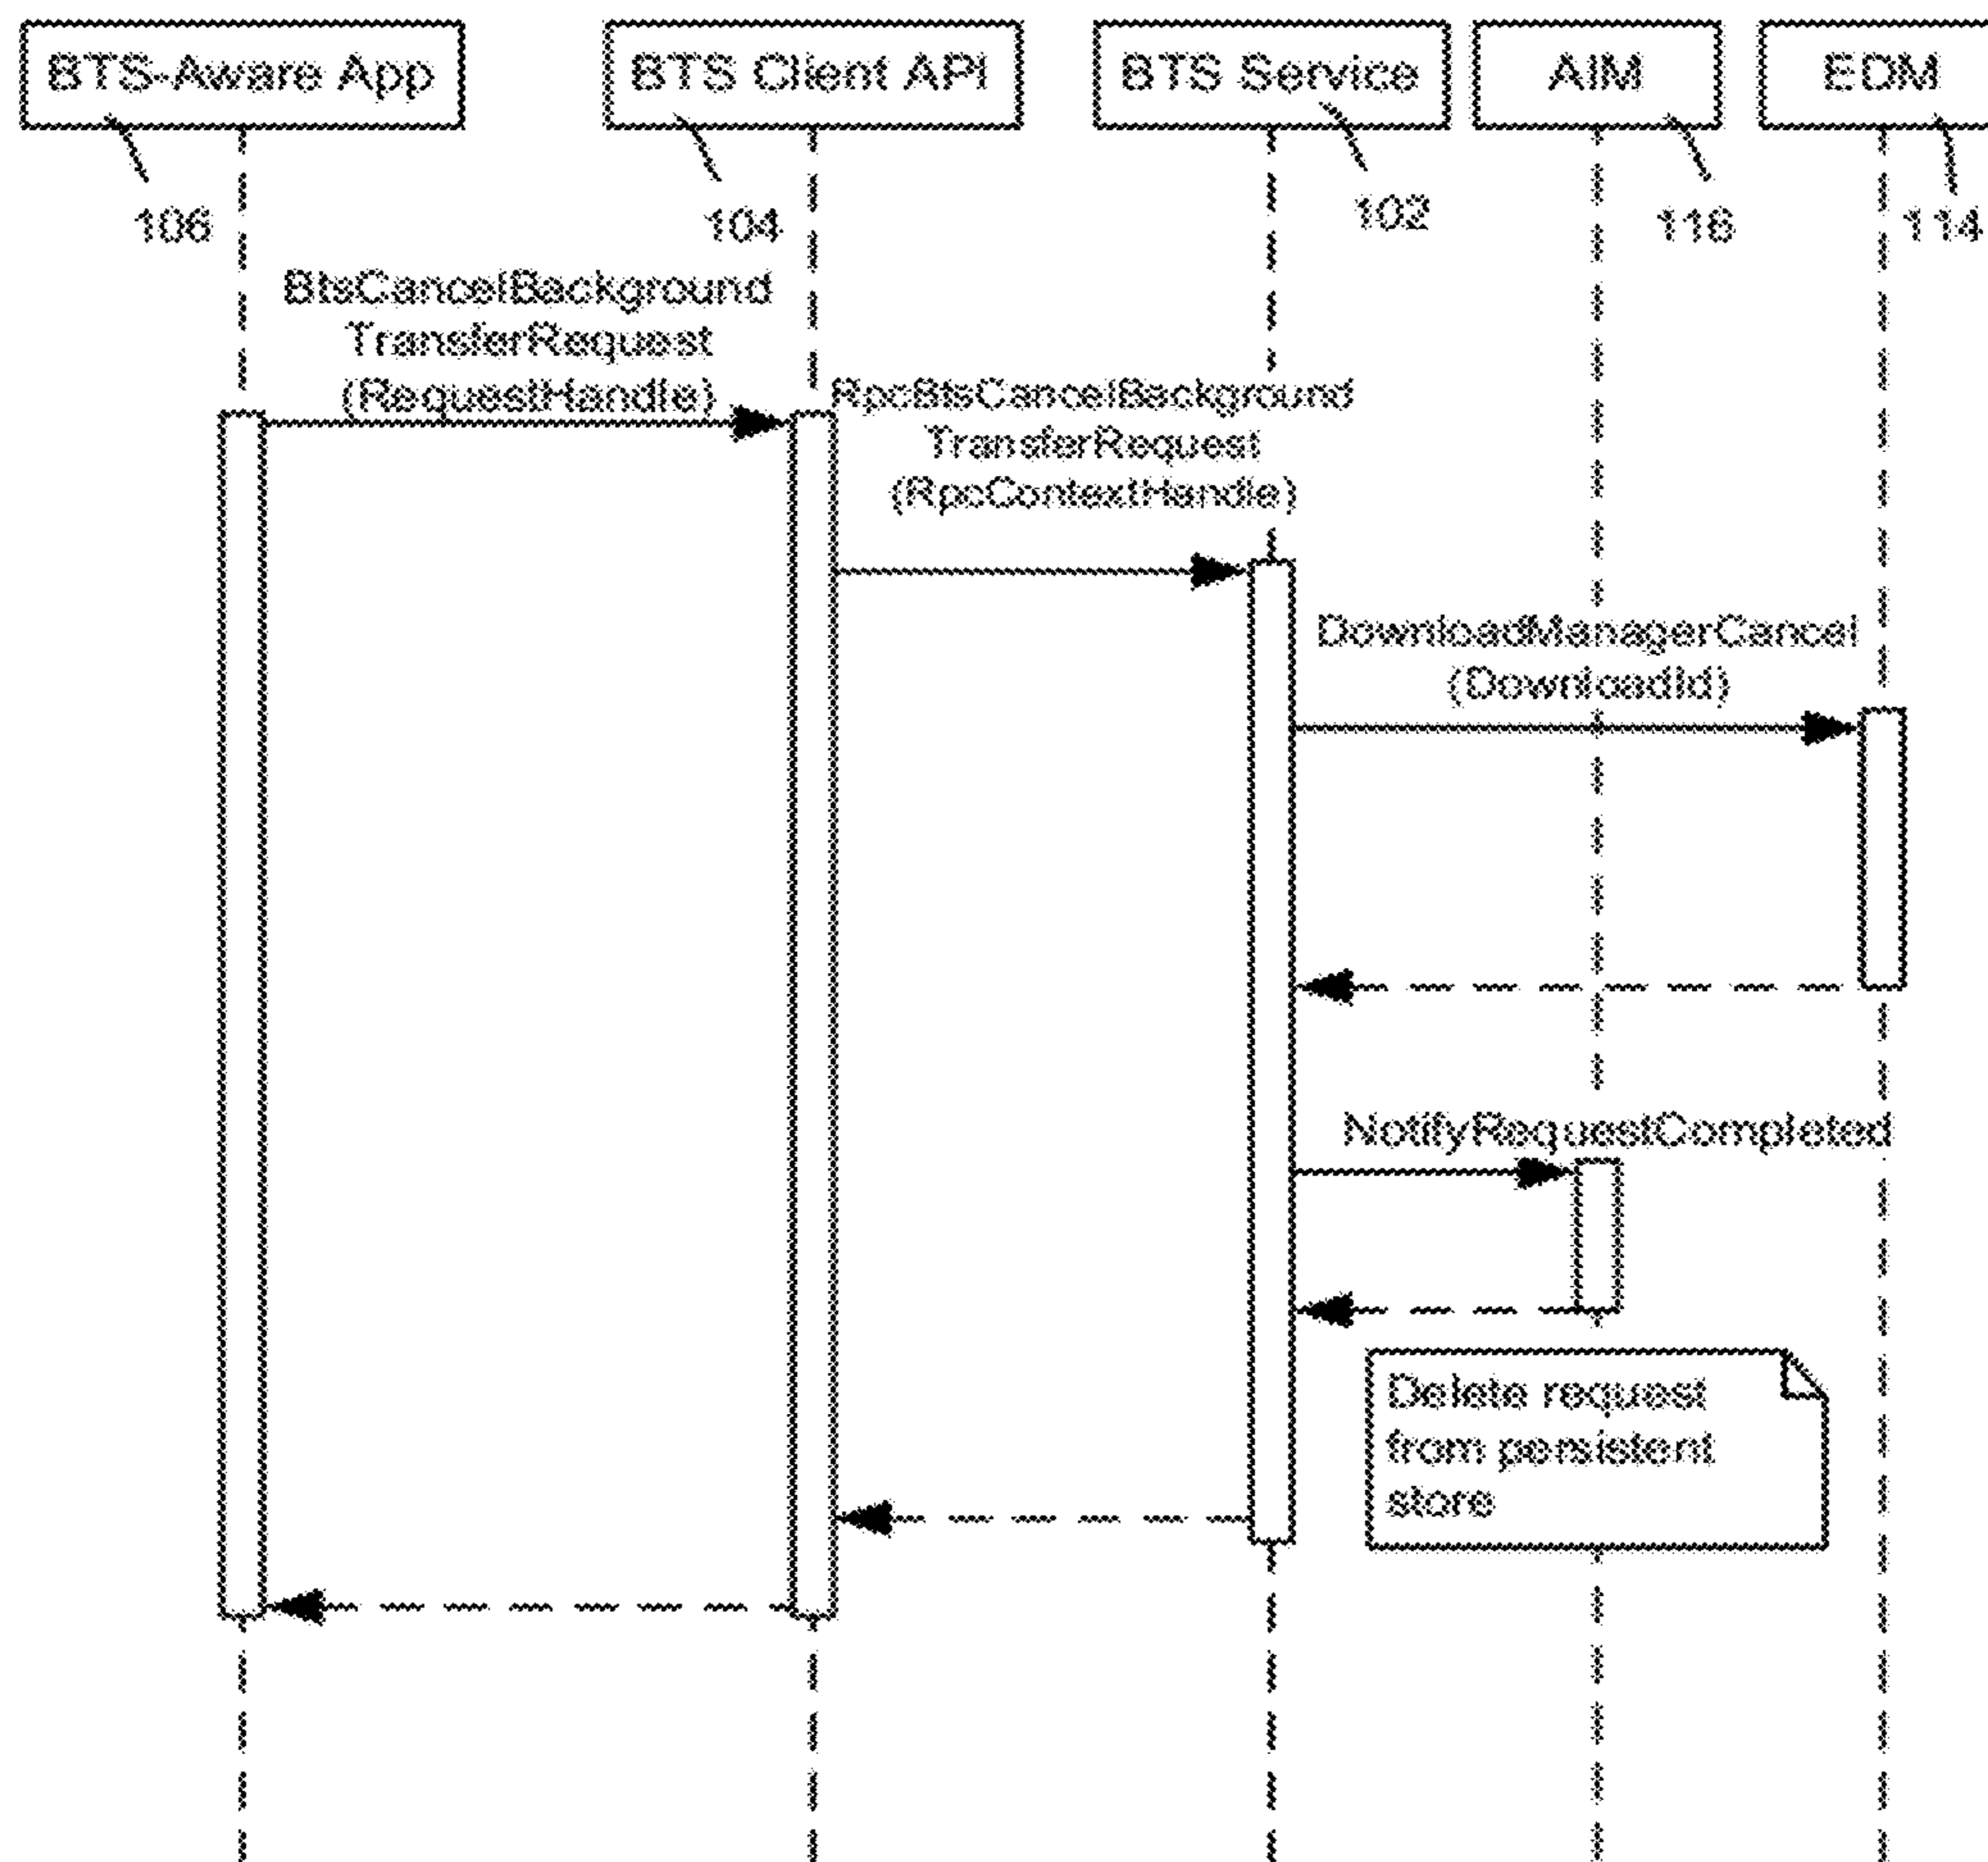 BTS-Aware App
BTS Client API
BTS Service
AIM
EDM
106
104
102
116
114
BtsCancelBackground
TransferRequest
(RequestHandle)
RpcBtsCancelBackground
TransferRequest
(RpcContextHandle)
DownloadManagerCancel
(DownloadId)
NotifyRequestCompleted
Delete request
from persistent
store